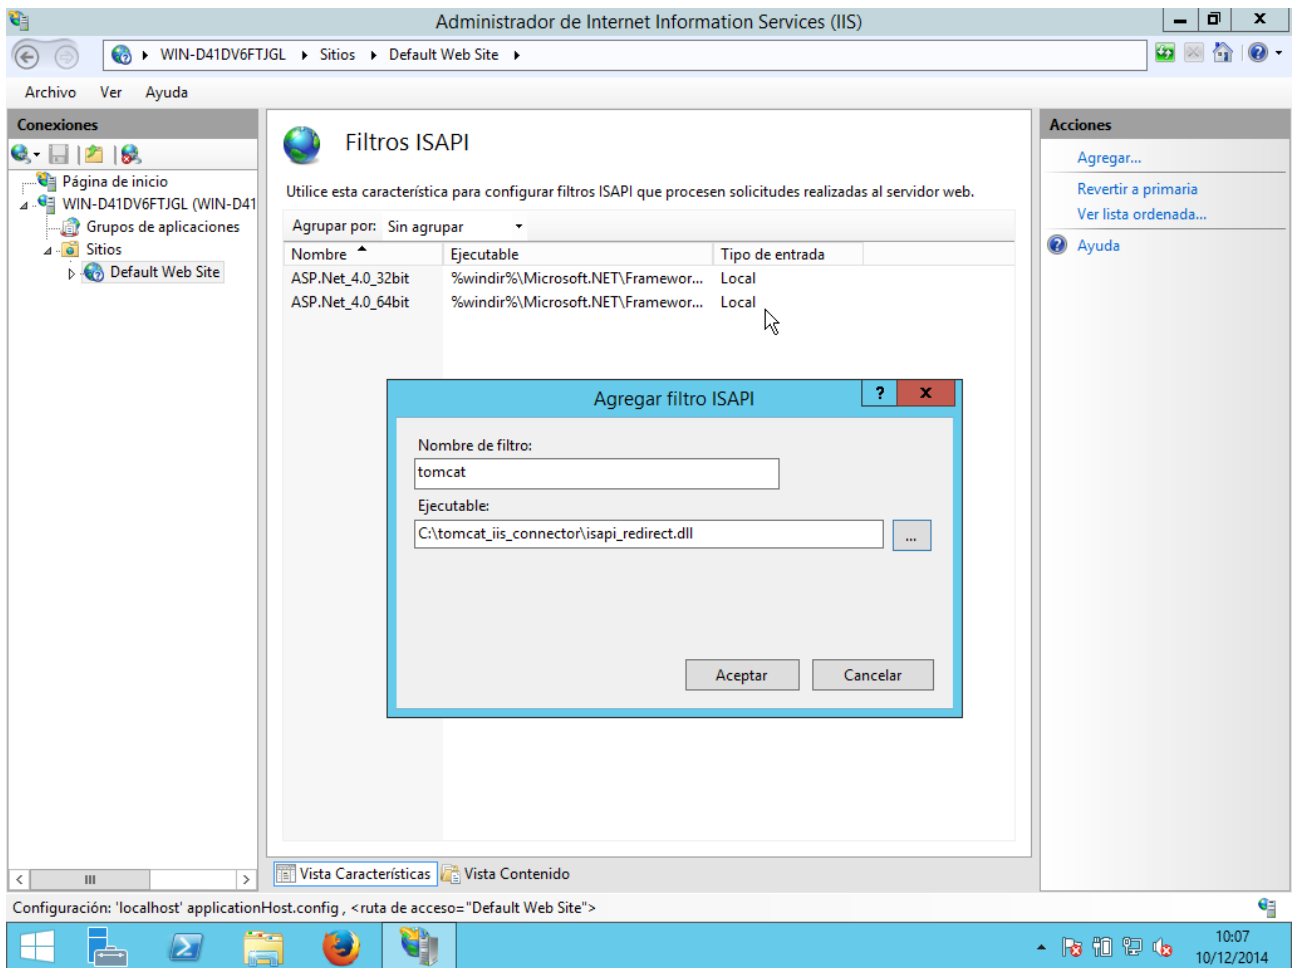 Administrador de Internet Information Services (IIS)
WIN-D41DV6FTJGL
Sitios
Default Web Site
Archivo Ver Ayuda
Conexiones
Página de inicio
WIN-D41DV6FTJGL (WIN-D41
Grupos de aplicaciones
Sitios
Default Web Site
Filtros ISAPI
Utilice esta característica para configurar filtros ISAPI que procesen solicitudes realizadas al servidor web.
Agrupar por: Sin agrupar
Nombre Ejecutable Tipo de entrada
ASP.Net_4.0_32bit %windir%\Microsoft.NET\Framewor... Local
ASP.Net_4.0_64bit %windir%\Microsoft.NET\Framewor... Local
Agregar filtro ISAPI
Nombre de filtro:
tomcat
Ejecutable:
C:\tomcat_iis_connector\isapi_redirect.dll
...
Aceptar Cancelar
Vista Características Vista Contenido
Acciones
Agregar...
Revertir a primaria
Ver lista ordenada...
Ayuda
Configuración: 'localhost' applicationHost.config , <ruta de acceso="Default Web Site">
10:07
10/12/2014